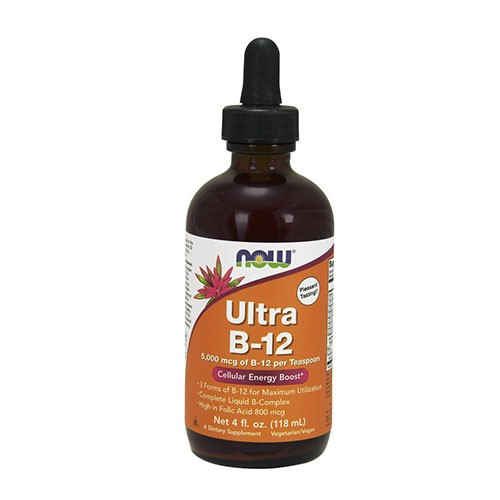 now
Pleasant
Tasting!
Ultra
B-12
5,000 mcg of B-12 per Teaspoon
Cellular Energy Boost*
• 3 Forms of B-12 for Maximum Utilization
• Complete Liquid B-Complex
• High in Folic Acid 800 mcg
Net 4 fl. oz. (118 mL)
A Dietary Supplement Vegetarian/Vegan